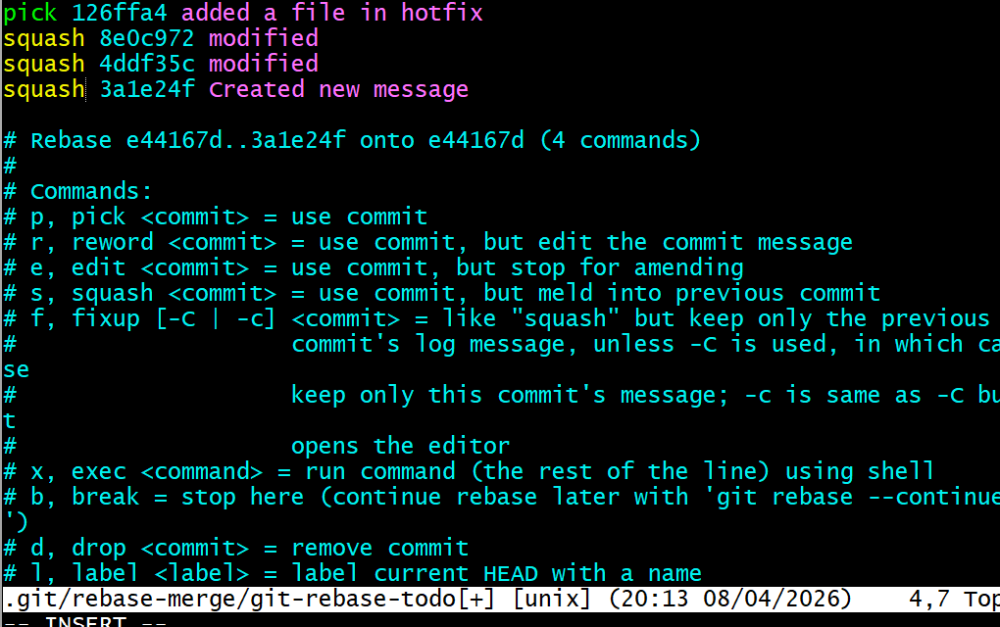 pick 126ffa4 added a file in hotfix
squash 8e0c972 modified
squash 4ddf35c modified
squash 3a1e24f Created new message
# Rebase e44167d..3a1e24f onto e44167d (4 commands)
#
# Commands:
# p, pick <commit> = use commit
# r, reword <commit> = use commit, but edit the commit message
# e, edit <commit> = use commit, but stop for amending
# s, squash <commit> = use commit, but meld into previous commit
# f, fixup [-C | -c] <commit> = like "squash" but keep only the previous
#                    commit's log message, unless -C is used, in which ca
se
#                    keep only this commit's message; -c is same as -C bu
t
#                    opens the editor
# x, exec <command> = run command (the rest of the line) using shell
# b, break = stop here (continue rebase later with 'git rebase --continue
')
# d, drop <commit> = remove commit
# l, label <label> = label current HEAD with a name
.git/rebase-merge/git-rebase-todo[+] [unix] (20:13 08/04/2026)    4,7 Top
-- INSERT --